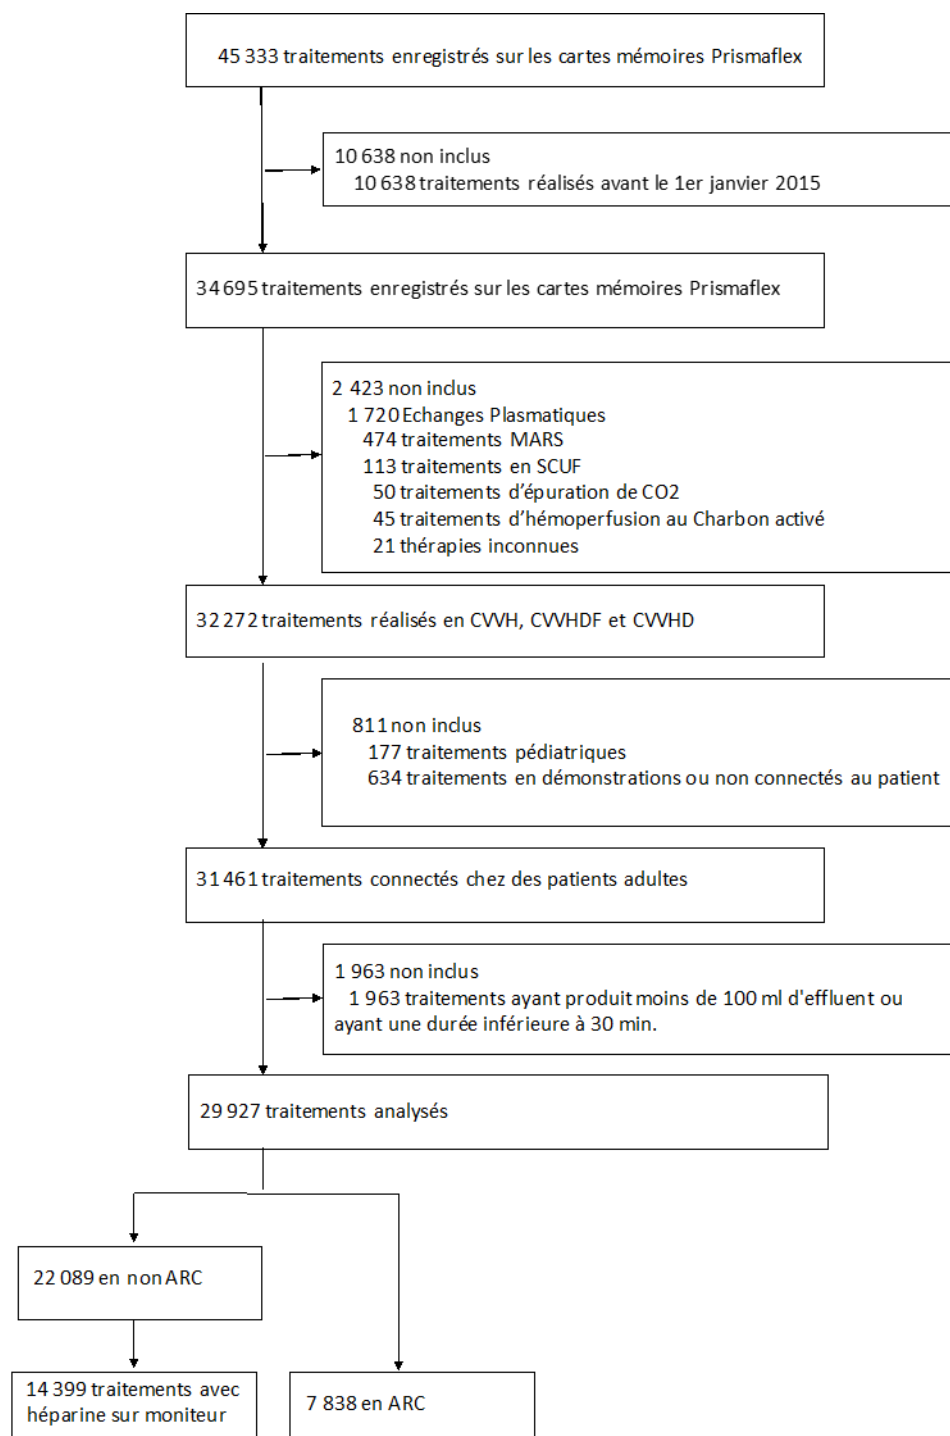 45 333 traitements enregistrés sur les cartes mémoires Prismaflex
10 638 non inclus
10 638 traitements réalisés avant le 1er janvier 2015
34 695 traitements enregistrés sur les cartes mémoires Prismaflex
2 423 non inclus
1 720 Echanges Plasmatiques
474 traitements MARS
113 traitements en SCUF
50 traitements d’épuration de CO2
45 traitements d’hémoperfusion au Charbon activé
21 thérapies inconnues
32 272 traitements réalisés en CVVH, CVVHDF et CVVHD
811 non inclus
177 traitements pédiatriques
634 traitements en démonstrations ou non connectés au patient
31 461 traitements connectés chez des patients adultes
1 963 non inclus
1 963 traitements ayant produit moins de 100 ml d'effluent ou
ayant une durée inférieure à 30 min.
29 927 traitements analysés
22 089 en non ARC
14 399 traitements avec
héparine sur moniteur
7 838 en ARC